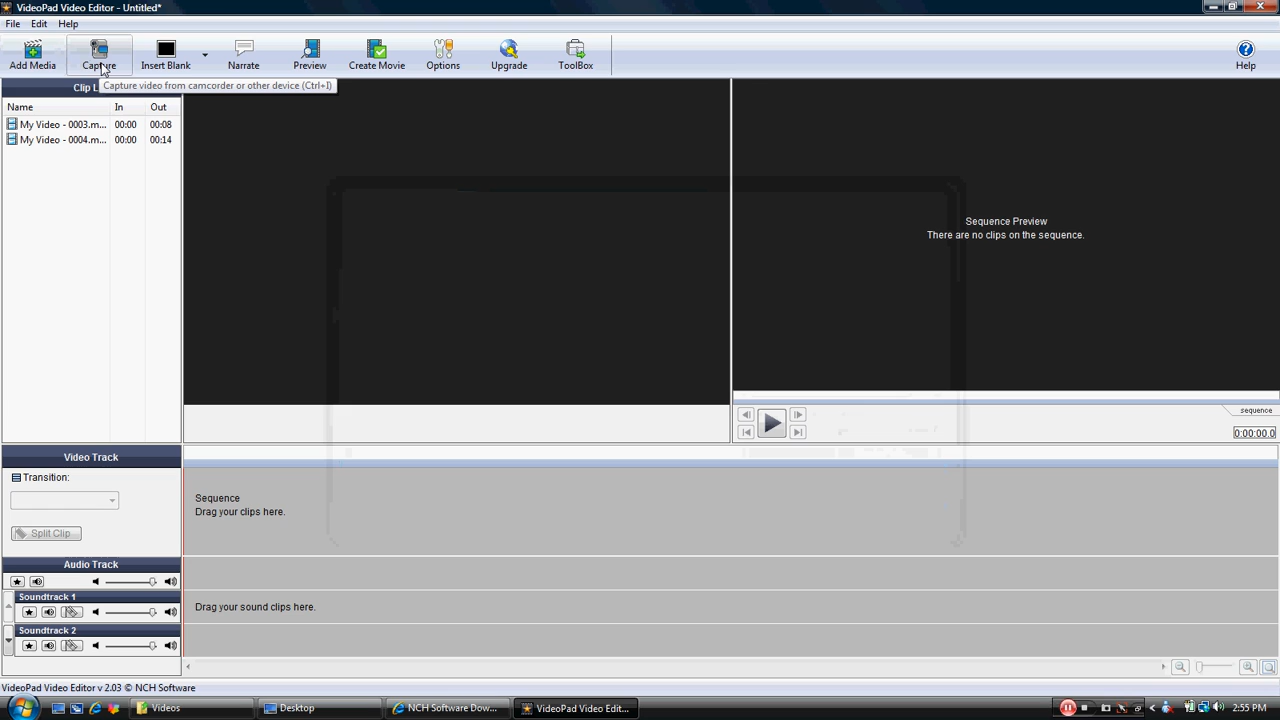 VideoPad Video Editor - Untitled*
File Edit Help
Add Media Capture Insert Blank Narrate Preview Create Movie Options Upgrade ToolBox Help
Capture video from camcorder or other device (Ctrl+I)
Clip L
Name In Out
My Video - 0003.m... 00:00 00:08
My Video - 0004.m... 00:00 00:14
Sequence Preview
There are no clips on the sequence.
sequence
0:00:00.0
Video Track
Transition:
Split Clip
Sequence
Drag your clips here.
Audio Track
Soundtrack 1
Drag your sound clips here.
Soundtrack 2
VideoPad Video Editor v 2.03 © NCH Software
Videos Desktop NCH Software Dow... VideoPad Video Edit... 2:55 PM